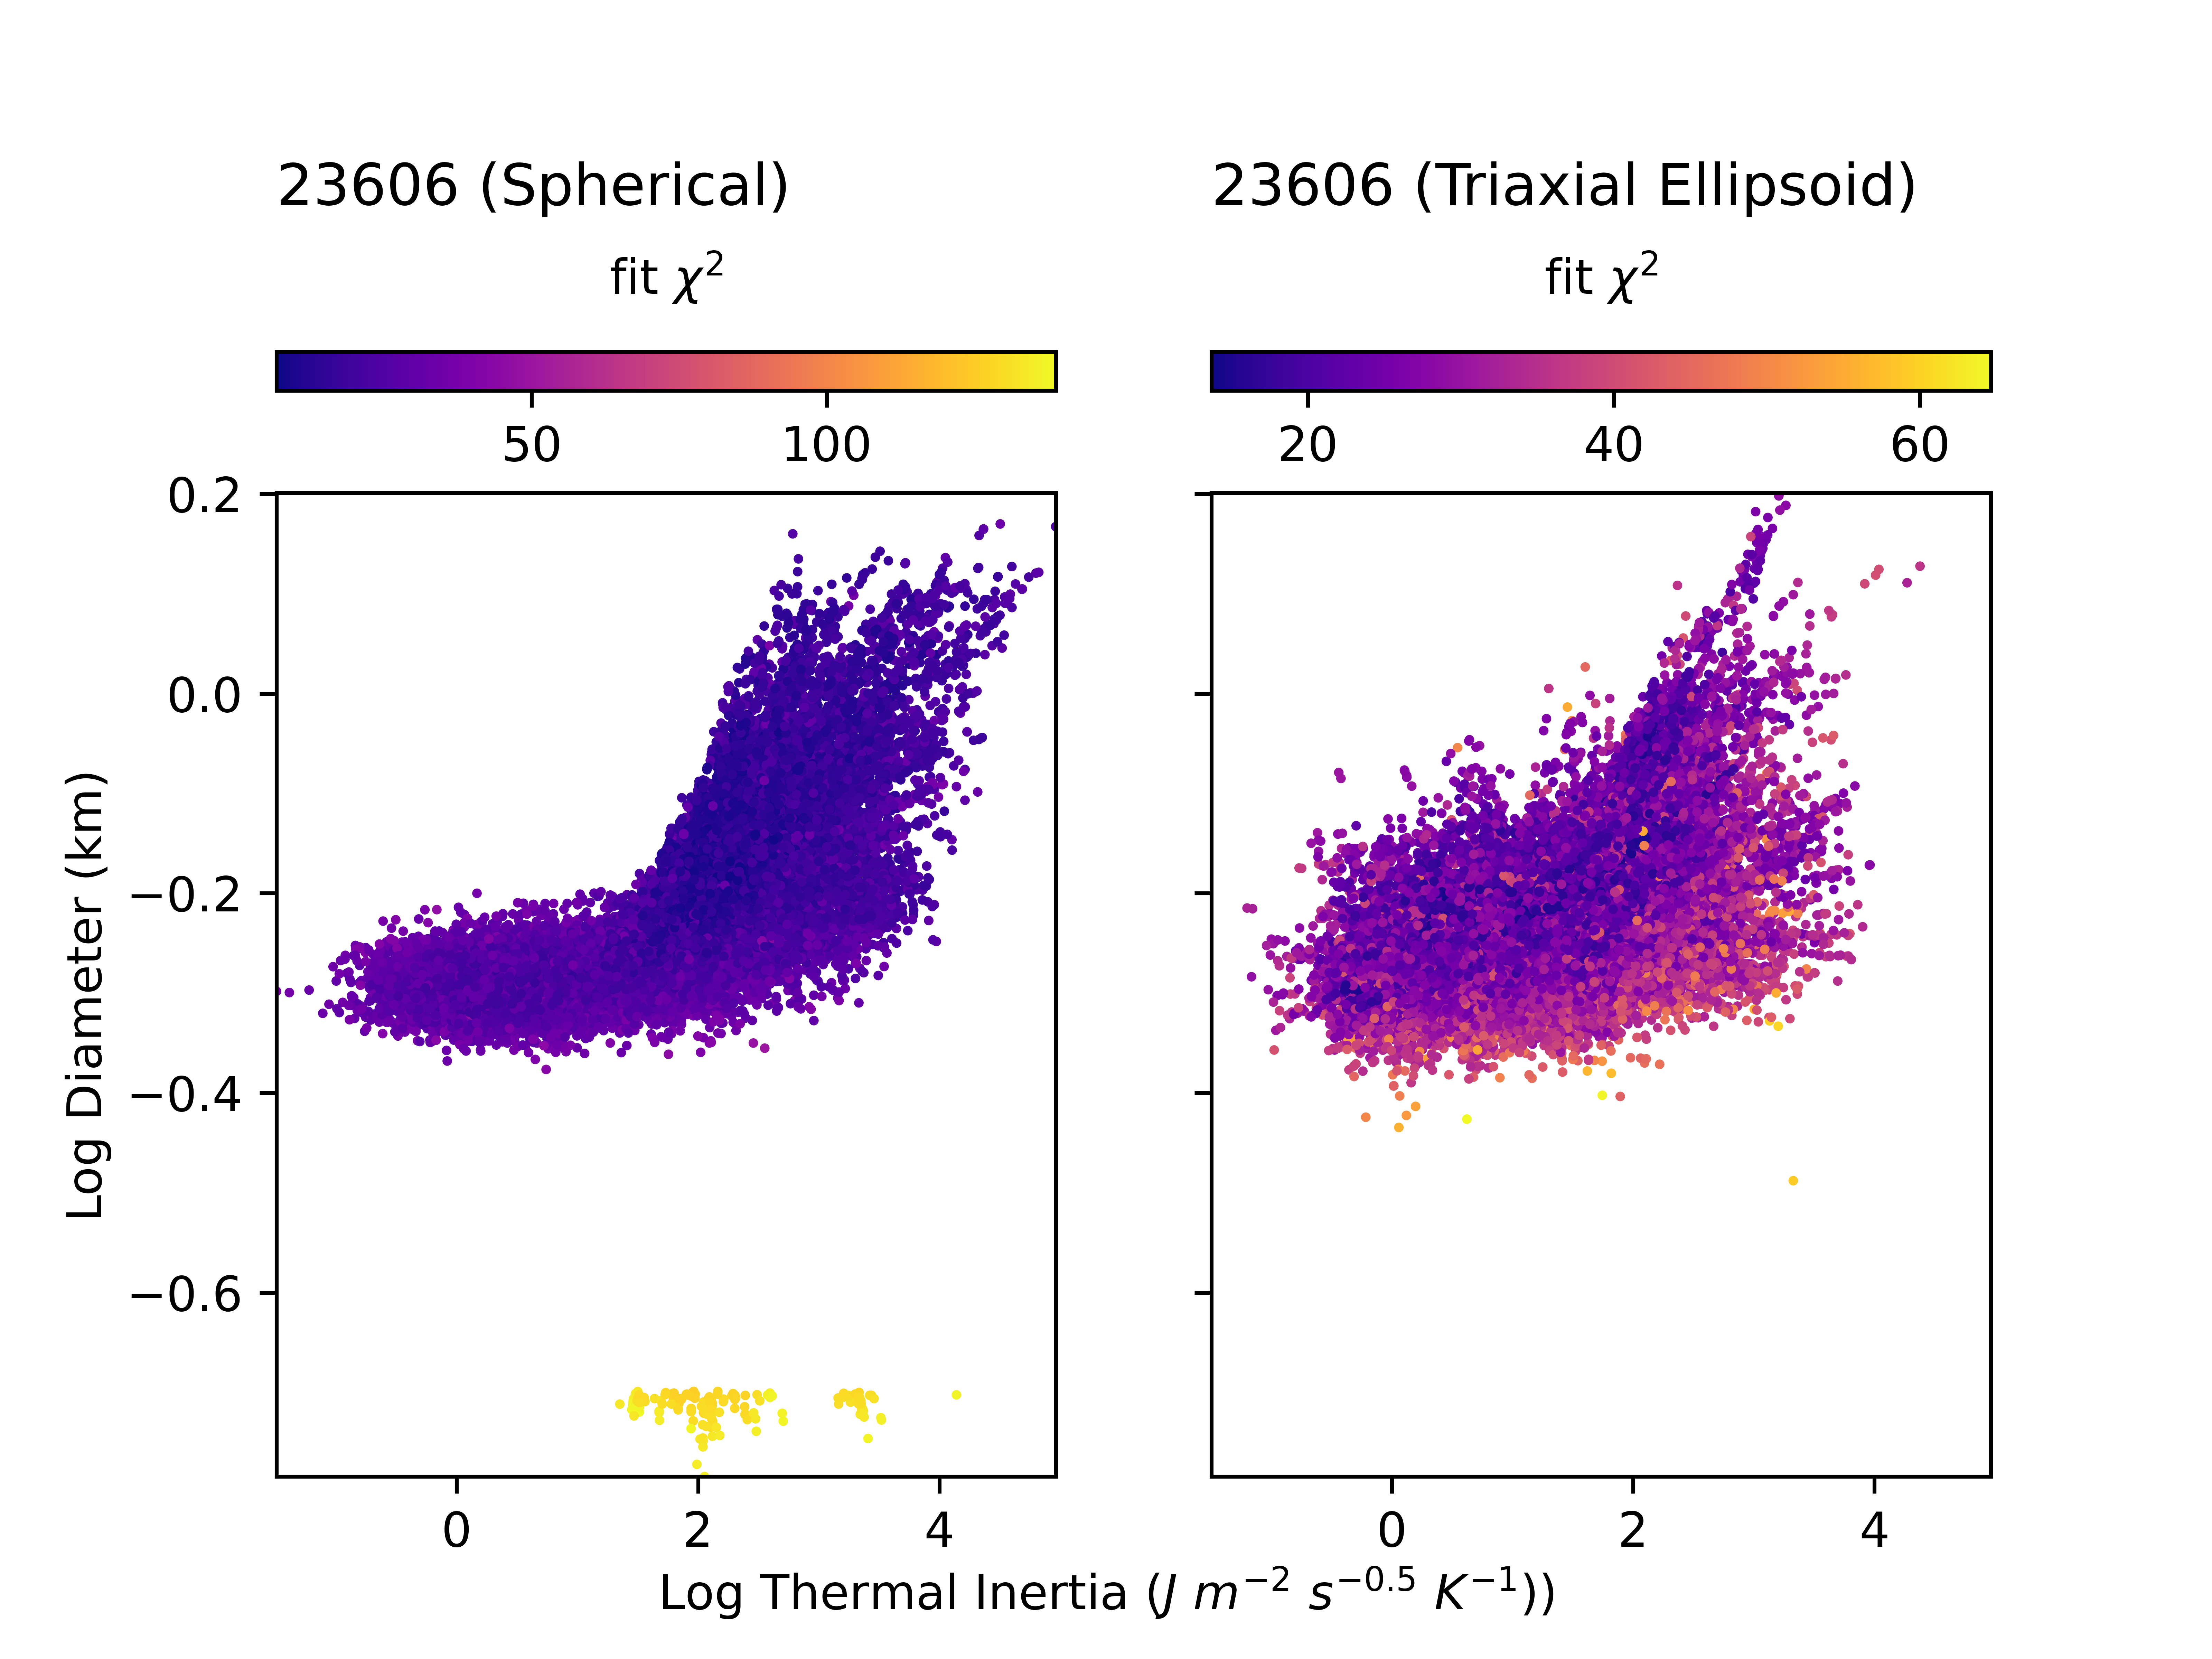 23606 (Spherical)
23606 (Triaxial Ellipsoid)
fit χ²
fit χ²
50 100
20 40 60
0.2
0.0
−0.2
−0.4
−0.6
Log Diameter (km)
0 2 4
0 2 4
Log Thermal Inertia (J m⁻² s⁻⁰·⁵ K⁻¹))